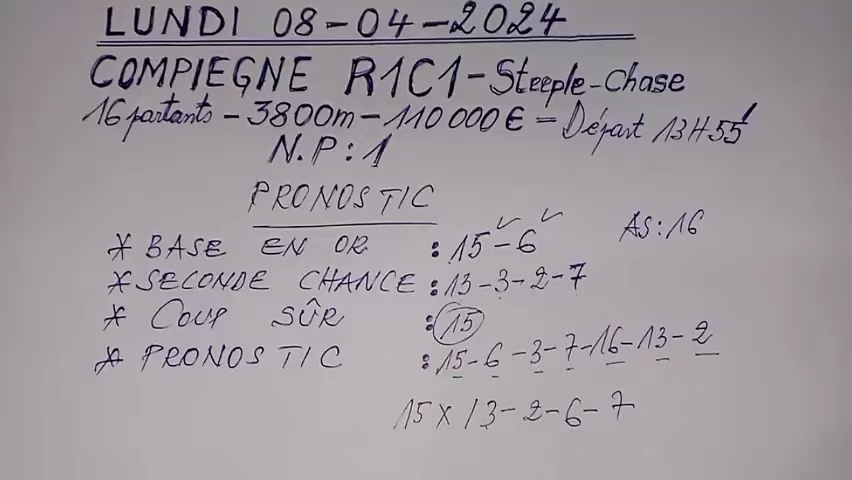 LUNDI 08-04-2024
COMPIEGNE R1C1-Steeple-Chase
16 partants - 3800m - 110 000€ = Départ 13H55'
N.P : 1
PRONOSTIC
AS : 16
* BASE EN OR : 15 - 6
* SECONDE CHANCE : 13 - 3 - 2 - 7
* COUP SÛR : 15
* PRONOSTIC : 15 - 6 - 3 - 7 - 16 - 13 - 2
15 X 13 - 2 - 6 - 7